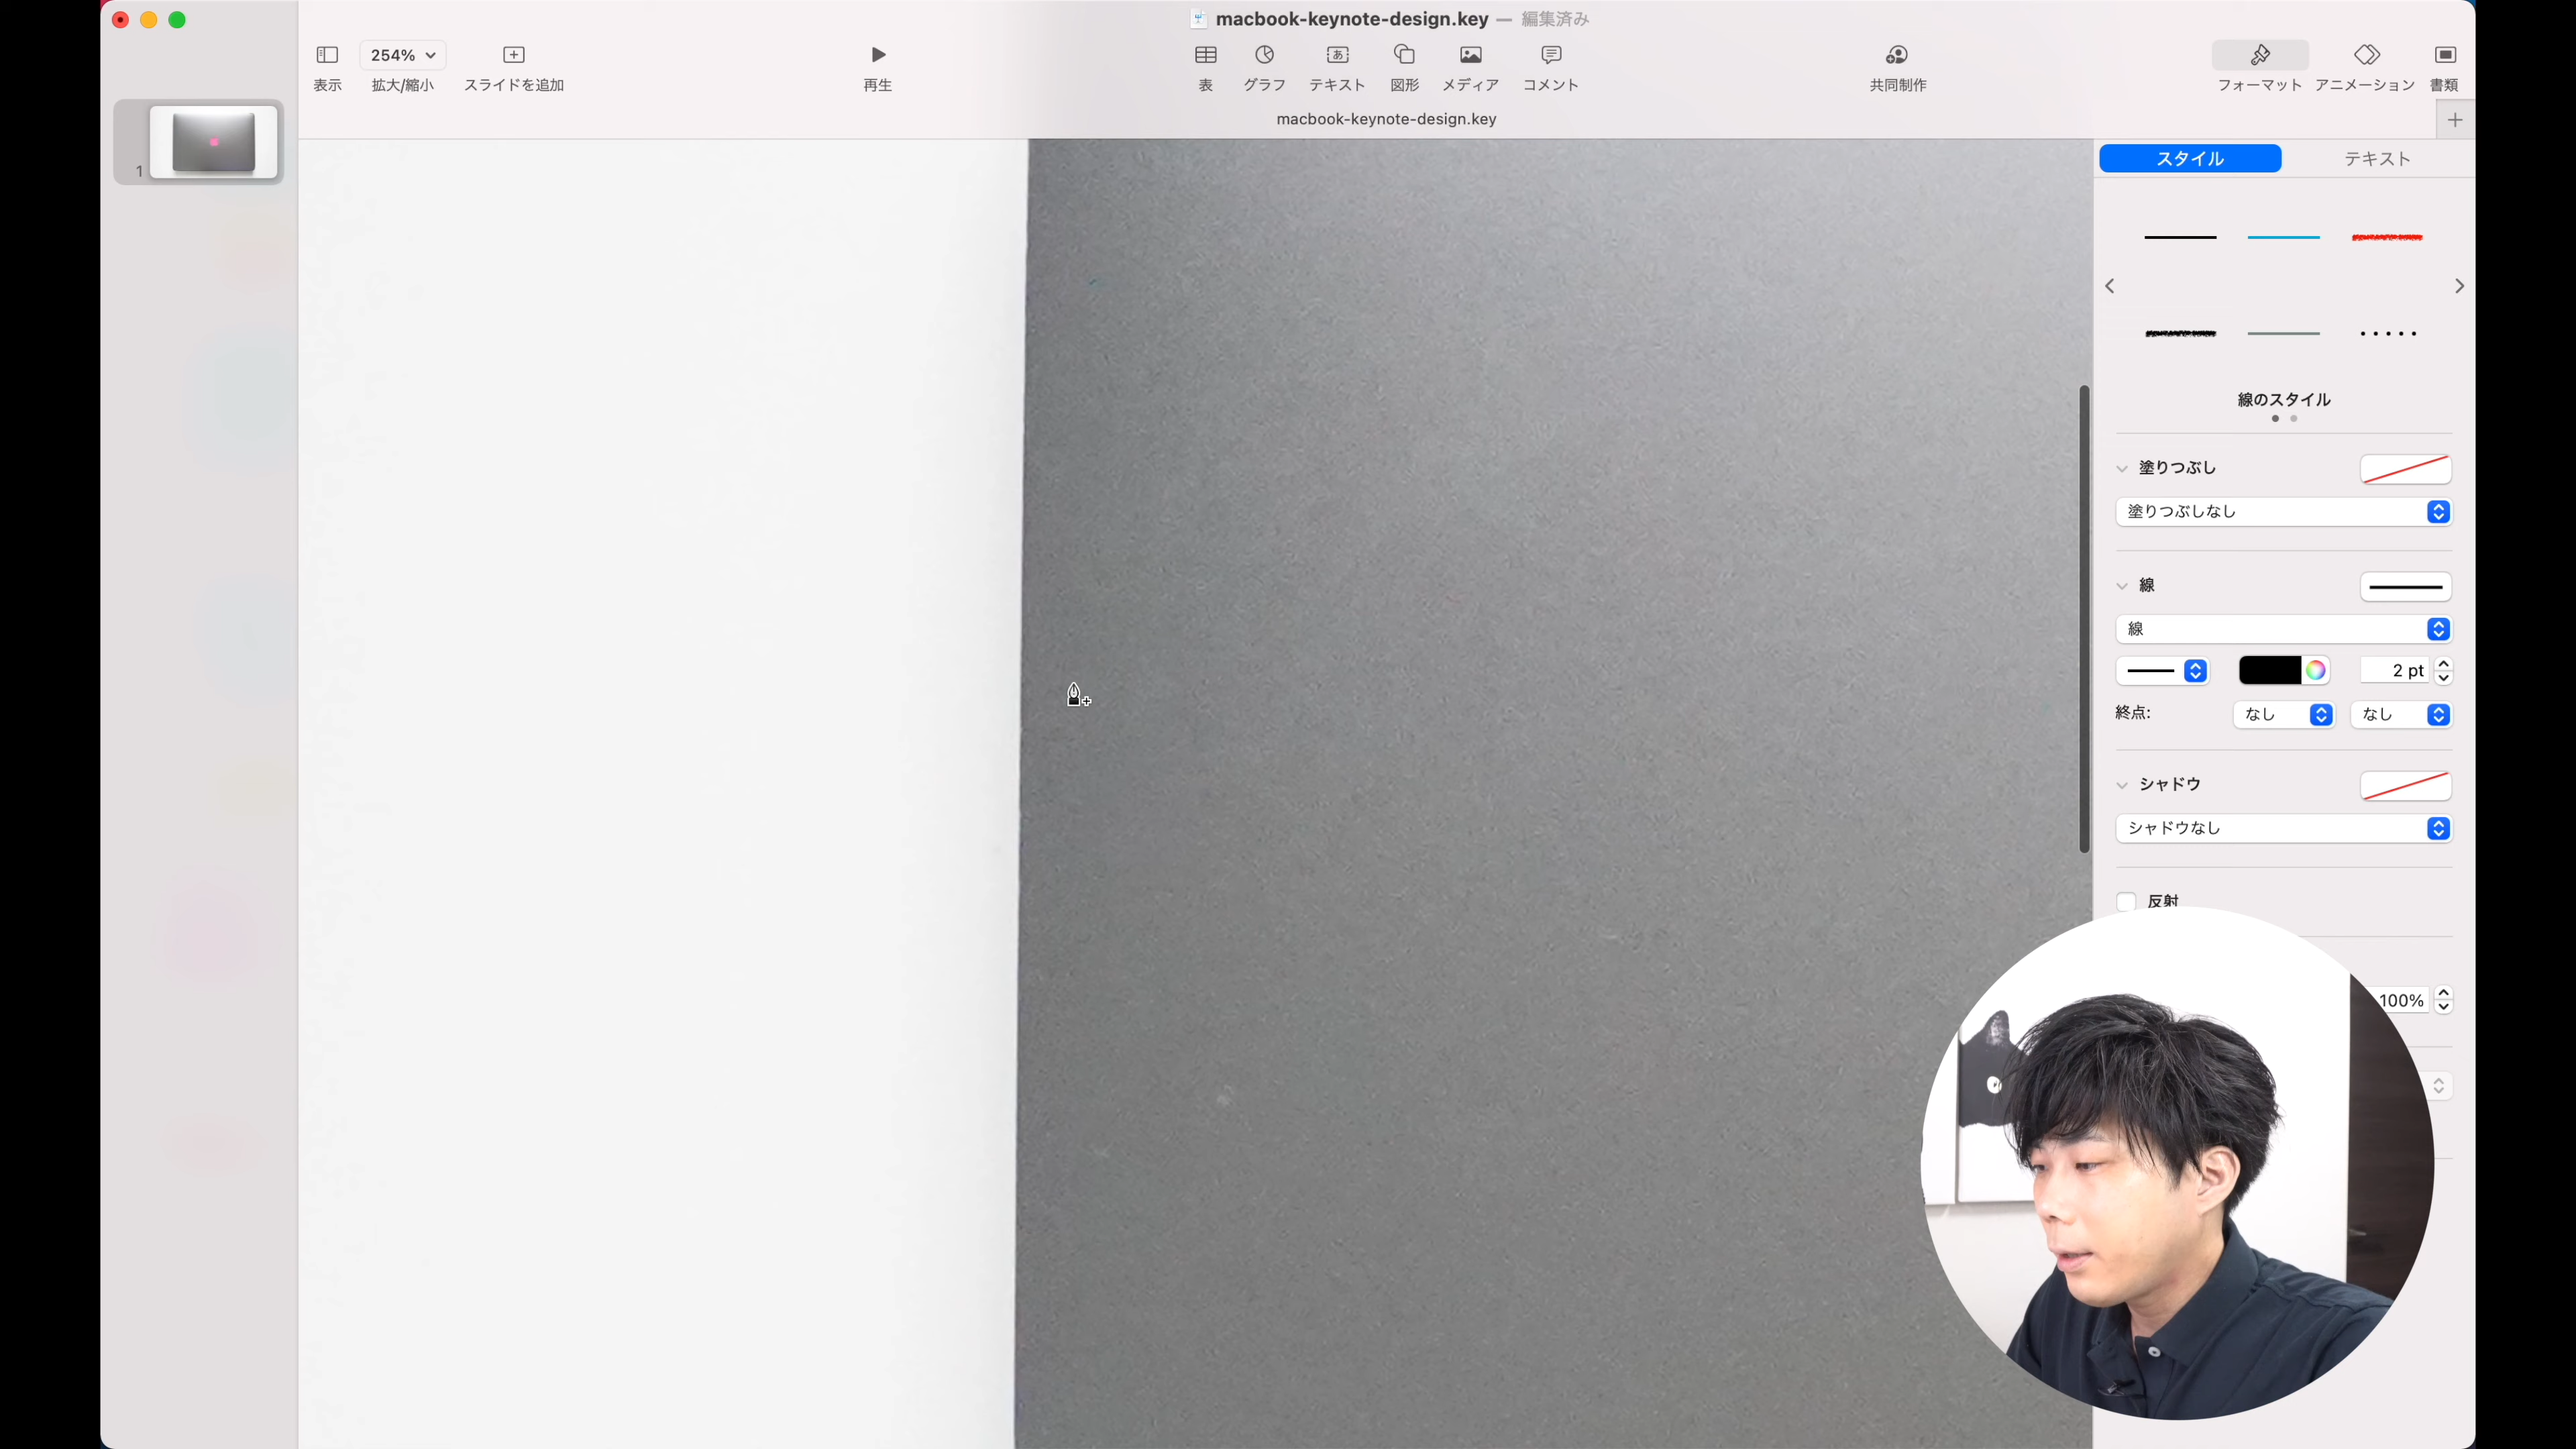 macbook-keynote-design.key — 編集済み
254%
表示
拡大/縮小
スライドを追加
再生
表
グラフ
あ
テキスト
図形
メディア
コメント
共同制作
フォーマット
アニメーション
書類
macbook-keynote-design.key
1
スタイル
テキスト
線のスタイル
塗りつぶし
塗りつぶしなし
線
線
2 pt
終点:
なし
なし
シャドウ
シャドウなし
反射
100%